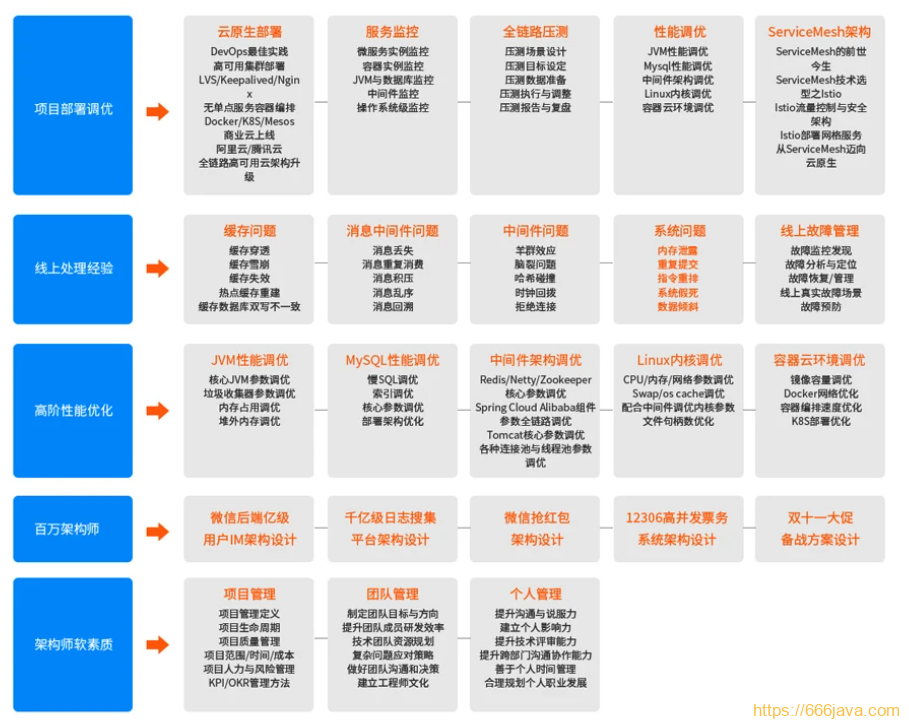 项目部署调优
云原生部署
DevOps最佳实践
高可用集群部署
LVS/Keepalived/Ngin
x
无单点服务容器编排
Docker/K8S/Mesos
商业云上线
阿里云/腾讯云
全链路高可用云架构升
级
服务监控
微服务实例监控
容器实例监控
JVM与数据库监控
中间件监控
操作系统级监控
全链路压测
压测场景设计
压测目标设定
压测数据准备
压测执行与调整
压测报告与复盘
性能调优
JVM性能调优
Mysql性能调优
中间件架构调优
Linux内核调优
容器云环境调优
ServiceMesh架构
ServiceMesh的前世
今生
ServiceMesh技术选
型之Istio
Istio流量控制与安全
架构
Istio部署网格服务
从ServiceMesh迈向
云原生
线上处理经验
缓存问题
缓存穿透
缓存雪崩
缓存失效
热点缓存重建
缓存数据库双写不一致
消息中间件问题
消息丢失
消息重复消费
消息积压
消息乱序
消息回溯
中间件问题
羊群效应
脑裂问题
哈希碰撞
时钟回拨
拒绝连接
系统问题
内存泄露
重复提交
指令重排
系统假死
数据倾斜
线上故障管理
故障监控发现
故障分析与定位
故障恢复/管理
线上真实故障场景
故障预防
高阶性能优化
JVM性能调优
核心JVM参数调优
垃圾收集器参数调优
内存占用调优
堆外内存调优
MySQL性能调优
慢SQL调优
索引调优
核心参数调优
部署架构优化
中间件架构调优
Redis/Netty/Zookeeper
核心参数调优
Spring Cloud Alibaba组件
参数全链路调优
Tomcat核心参数调优
各种连接池与线程池参数
调优
Linux内核调优
CPU/内存/网络参数调优
Swap/os cache调优
配合中间件调优内核参数
文件句柄数优化
容器云环境调优
镜像容量调优
Docker网络优化
容器编排速度优化
K8S部署优化
百万架构师
微信后端亿级
用户IM架构设计
千亿级日志搜集
平台架构设计
微信抢红包
架构设计
12306高并发票务
系统架构设计
双十一大促
备战方案设计
架构师软素质
项目管理
项目管理定义
项目生命周期
项目质量管理
项目范围/时间/成本
项目人力与风险管理
KPI/OKR管理方法
团队管理
制定团队目标与方向
提升团队成员研发效率
技术团队资源规划
复杂问题应对策略
做好团队沟通和决策
建立工程师文化
个人管理
提升沟通与说服力
建立个人影响力
提升技术评审能力
提升跨部门沟通协作能力
善于个人时间管理
合理规划个人职业发展
https://666java.com